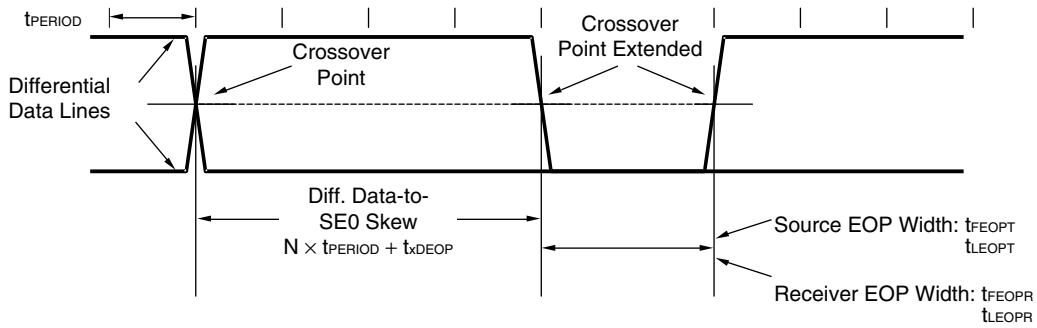 tPERIOD
Crossover
Point
Crossover
Point Extended
Differential
Data Lines
Diff. Data-to-
SE0 Skew
N × tPERIOD + txDEOP
Source EOP Width: tFEOPT
tLEOPT
Receiver EOP Width: tFEOPR
tLEOPR